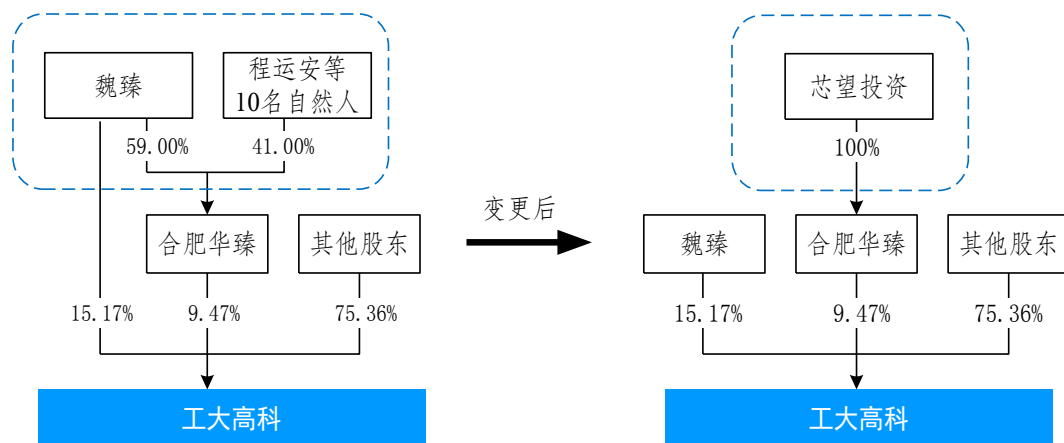 魏臻
程运安等
10名自然人
59.00%
41.00%
合肥华臻
其他股东
15.17%
9.47%
75.36%
工大高科
变更后
芯望投资
100%
魏臻
合肥华臻
其他股东
15.17%
9.47%
75.36%
工大高科